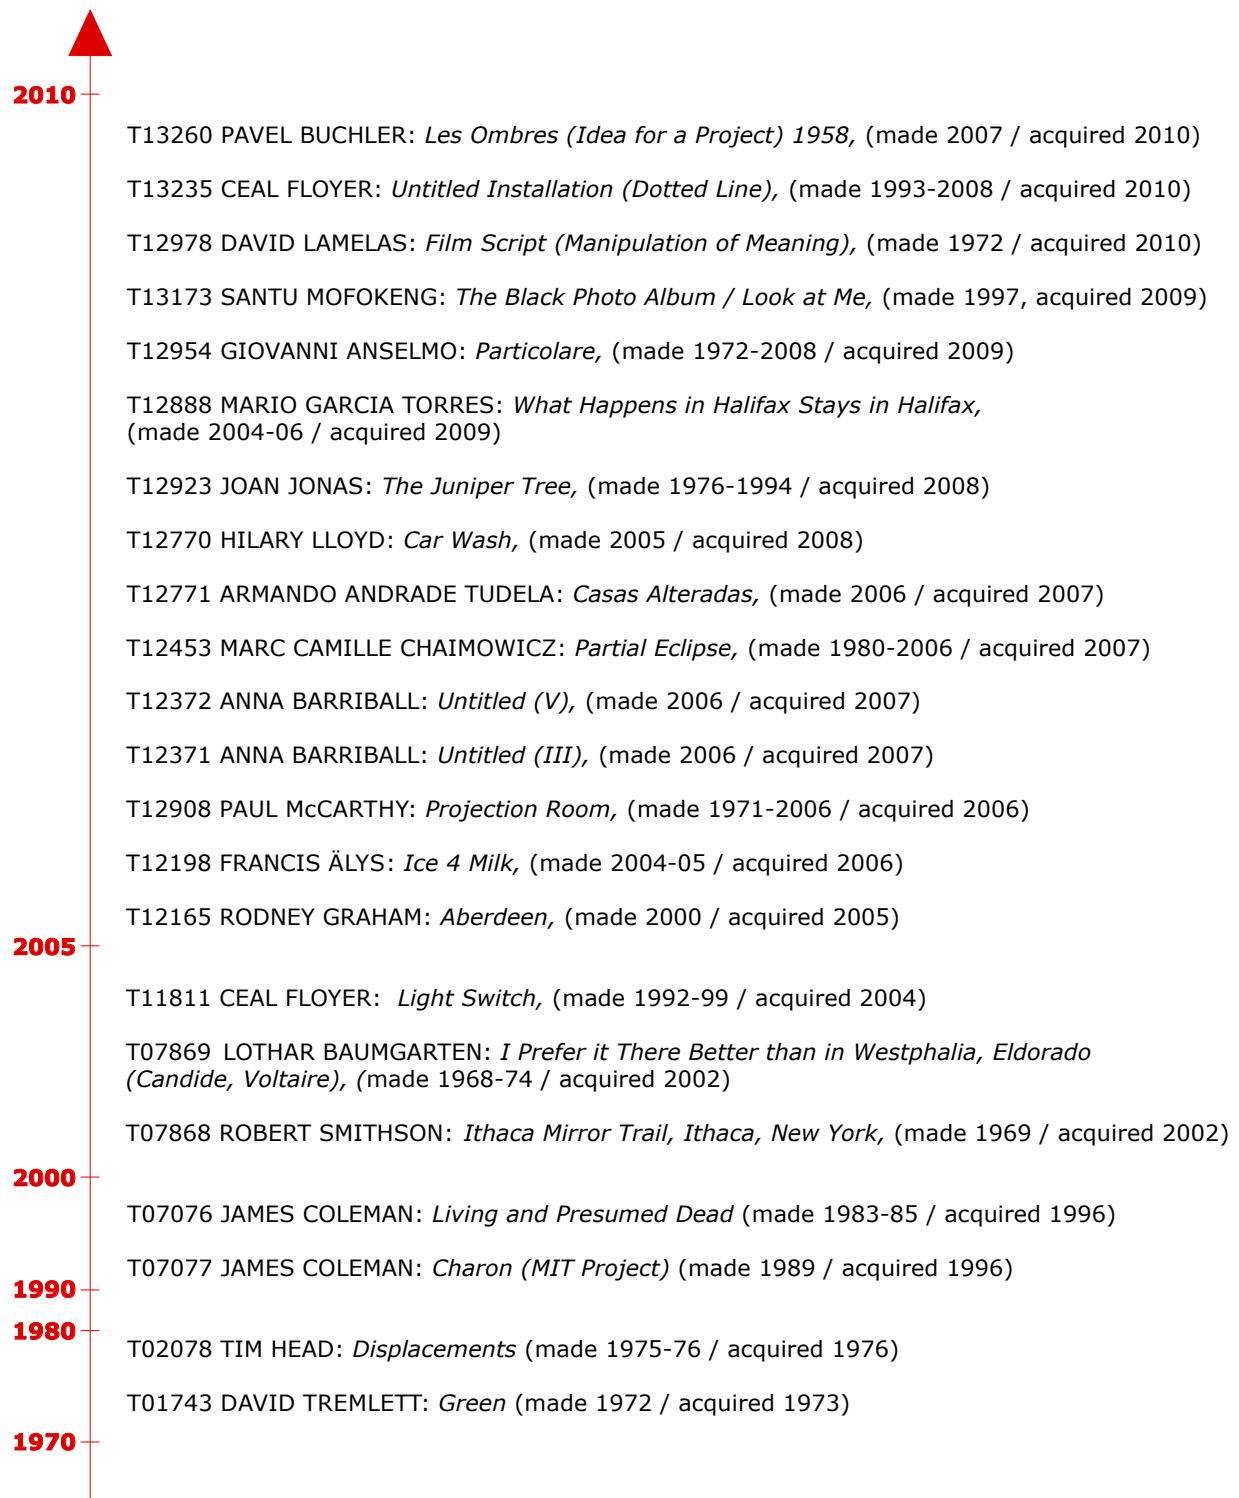 2010
T13260 PAVEL BUCHLER: Les Ombres (Idea for a Project) 1958, (made 2007 / acquired 2010)
T13235 CEAL FLOYER: Untitled Installation (Dotted Line), (made 1993-2008 / acquired 2010)
T12978 DAVID LAMELAS: Film Script (Manipulation of Meaning), (made 1972 / acquired 2010)
T13173 SANTU MOFOKENG: The Black Photo Album / Look at Me, (made 1997, acquired 2009)
T12954 GIOVANNI ANSELMO: Particolare, (made 1972-2008 / acquired 2009)
T12888 MARIO GARCIA TORRES: What Happens in Halifax Stays in Halifax,
(made 2004-06 / acquired 2009)
T12923 JOAN JONAS: The Juniper Tree, (made 1976-1994 / acquired 2008)
T12770 HILARY LLOYD: Car Wash, (made 2005 / acquired 2008)
T12771 ARMANDO ANDRADE TUDELA: Casas Alteradas, (made 2006 / acquired 2007)
T12453 MARC CAMILLE CHAIMOWICZ: Partial Eclipse, (made 1980-2006 / acquired 2007)
T12372 ANNA BARRIBALL: Untitled (V), (made 2006 / acquired 2007)
T12371 ANNA BARRIBALL: Untitled (III), (made 2006 / acquired 2007)
T12908 PAUL McCARTHY: Projection Room, (made 1971-2006 / acquired 2006)
T12198 FRANCIS ÄLYS: Ice 4 Milk, (made 2004-05 / acquired 2006)
T12165 RODNEY GRAHAM: Aberdeen, (made 2000 / acquired 2005)
2005
T11811 CEAL FLOYER: Light Switch, (made 1992-99 / acquired 2004)
T07869 LOTHAR BAUMGARTEN: I Prefer it There Better than in Westphalia, Eldorado
(Candide, Voltaire), (made 1968-74 / acquired 2002)
T07868 ROBERT SMITHSON: Ithaca Mirror Trail, Ithaca, New York, (made 1969 / acquired 2002)
2000
T07076 JAMES COLEMAN: Living and Presumed Dead (made 1983-85 / acquired 1996)
T07077 JAMES COLEMAN: Charon (MIT Project) (made 1989 / acquired 1996)
1990
1980
T02078 TIM HEAD: Displacements (made 1975-76 / acquired 1976)
T01743 DAVID TREMLETT: Green (made 1972 / acquired 1973)
1970